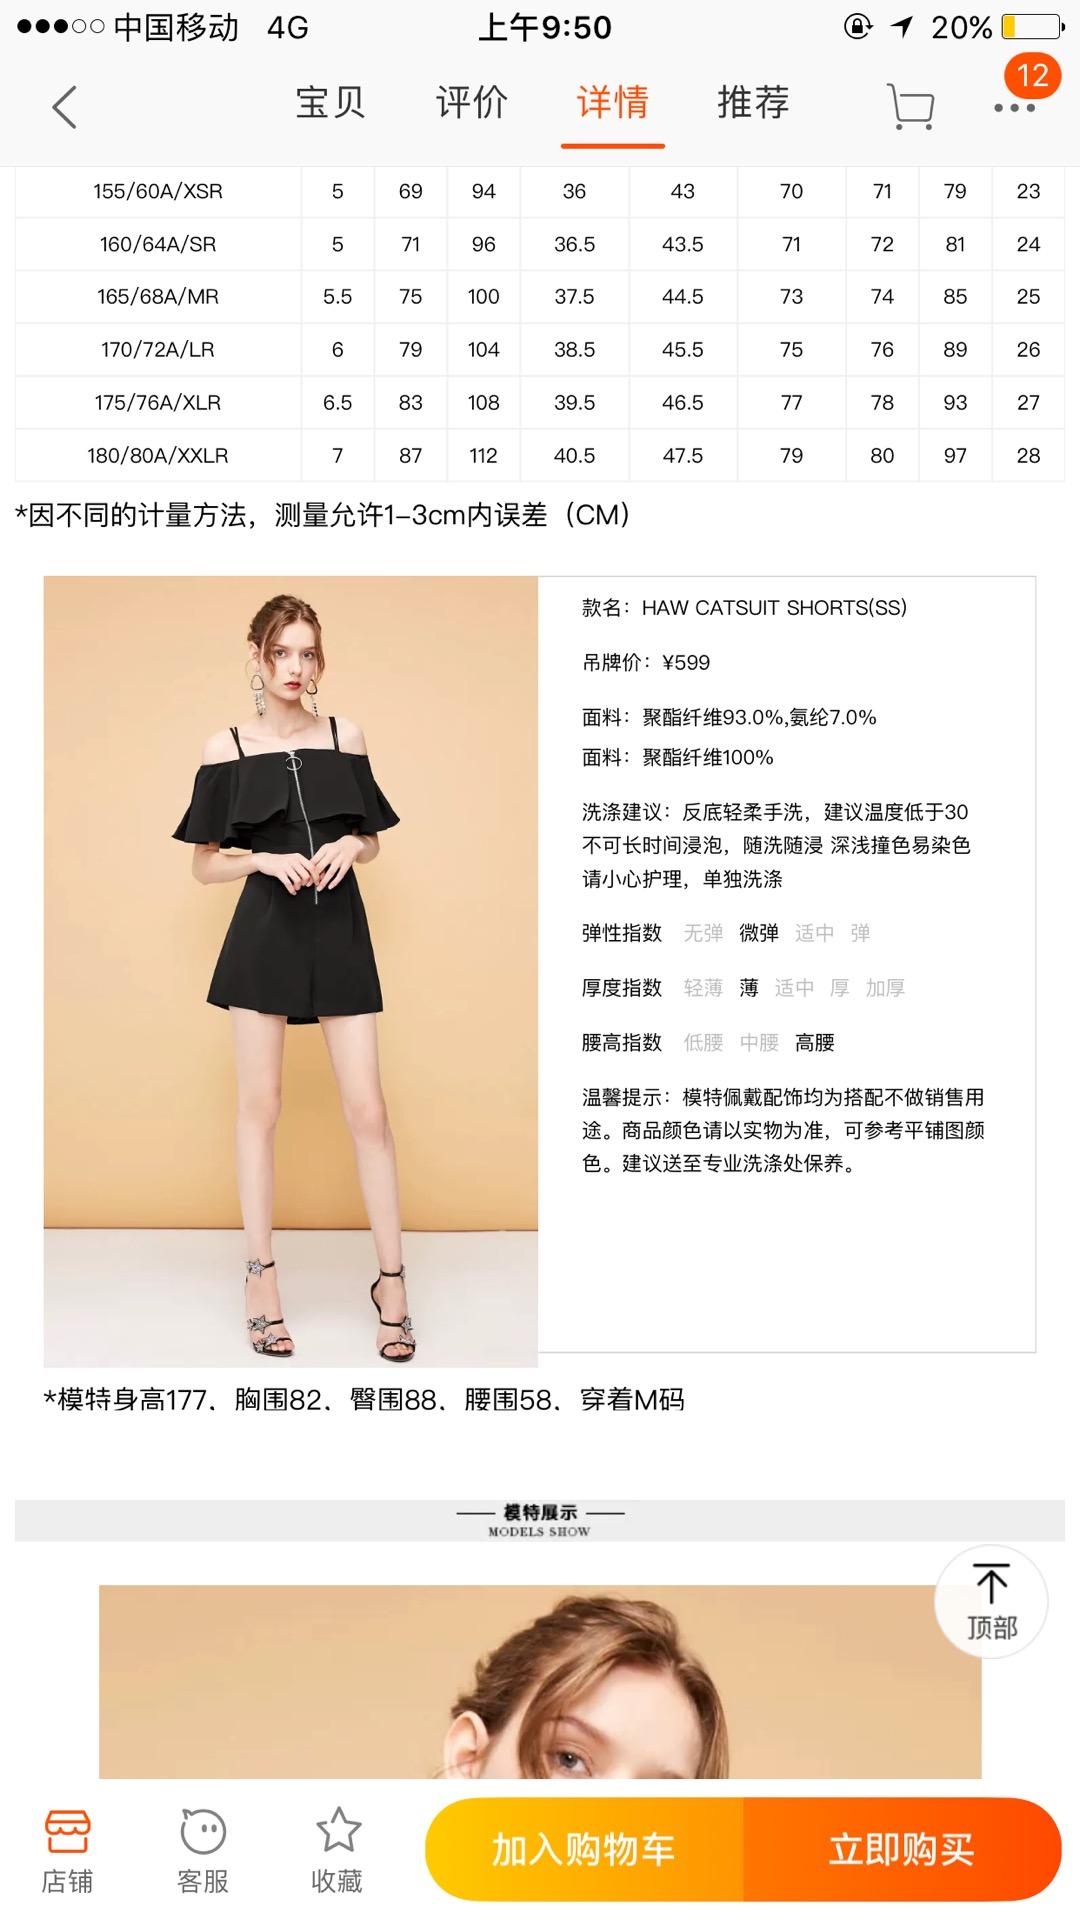 中国移动 4G 上午9:50 20%
宝贝 评价 详情 推荐 12
155/60A/XSR 5 69 94 36 43 70 71 79 23
160/64A/SR 5 71 96 36.5 43.5 71 72 81 24
165/68A/MR 5.5 75 100 37.5 44.5 73 74 85 25
170/72A/LR 6 79 104 38.5 45.5 75 76 89 26
175/76A/XLR 6.5 83 108 39.5 46.5 77 78 93 27
180/80A/XXLR 7 87 112 40.5 47.5 79 80 97 28
*因不同的计量方法，测量允许1-3cm内误差（CM）
款名：HAW CATSUIT SHORTS(SS)
吊牌价：¥599
面料：聚酯纤维93.0%,氨纶7.0%
面料：聚酯纤维100%
洗涤建议：反底轻柔手洗，建议温度低于30
不可长时间浸泡，随洗随浸 深浅撞色易染色
请小心护理，单独洗涤
弹性指数 无弹 微弹 适中 弹
厚度指数 轻薄 薄 适中 厚 加厚
腰高指数 低腰 中腰 高腰
温馨提示：模特佩戴配饰均为搭配不做销售用
途。商品颜色请以实物为准，可参考平铺图颜
色。建议送至专业洗涤处保养。
*模特身高177，胸围82，臀围88，腰围58，穿着M码
模特展示
MODELS SHOW
顶部
店铺 客服 收藏 加入购物车 立即购买